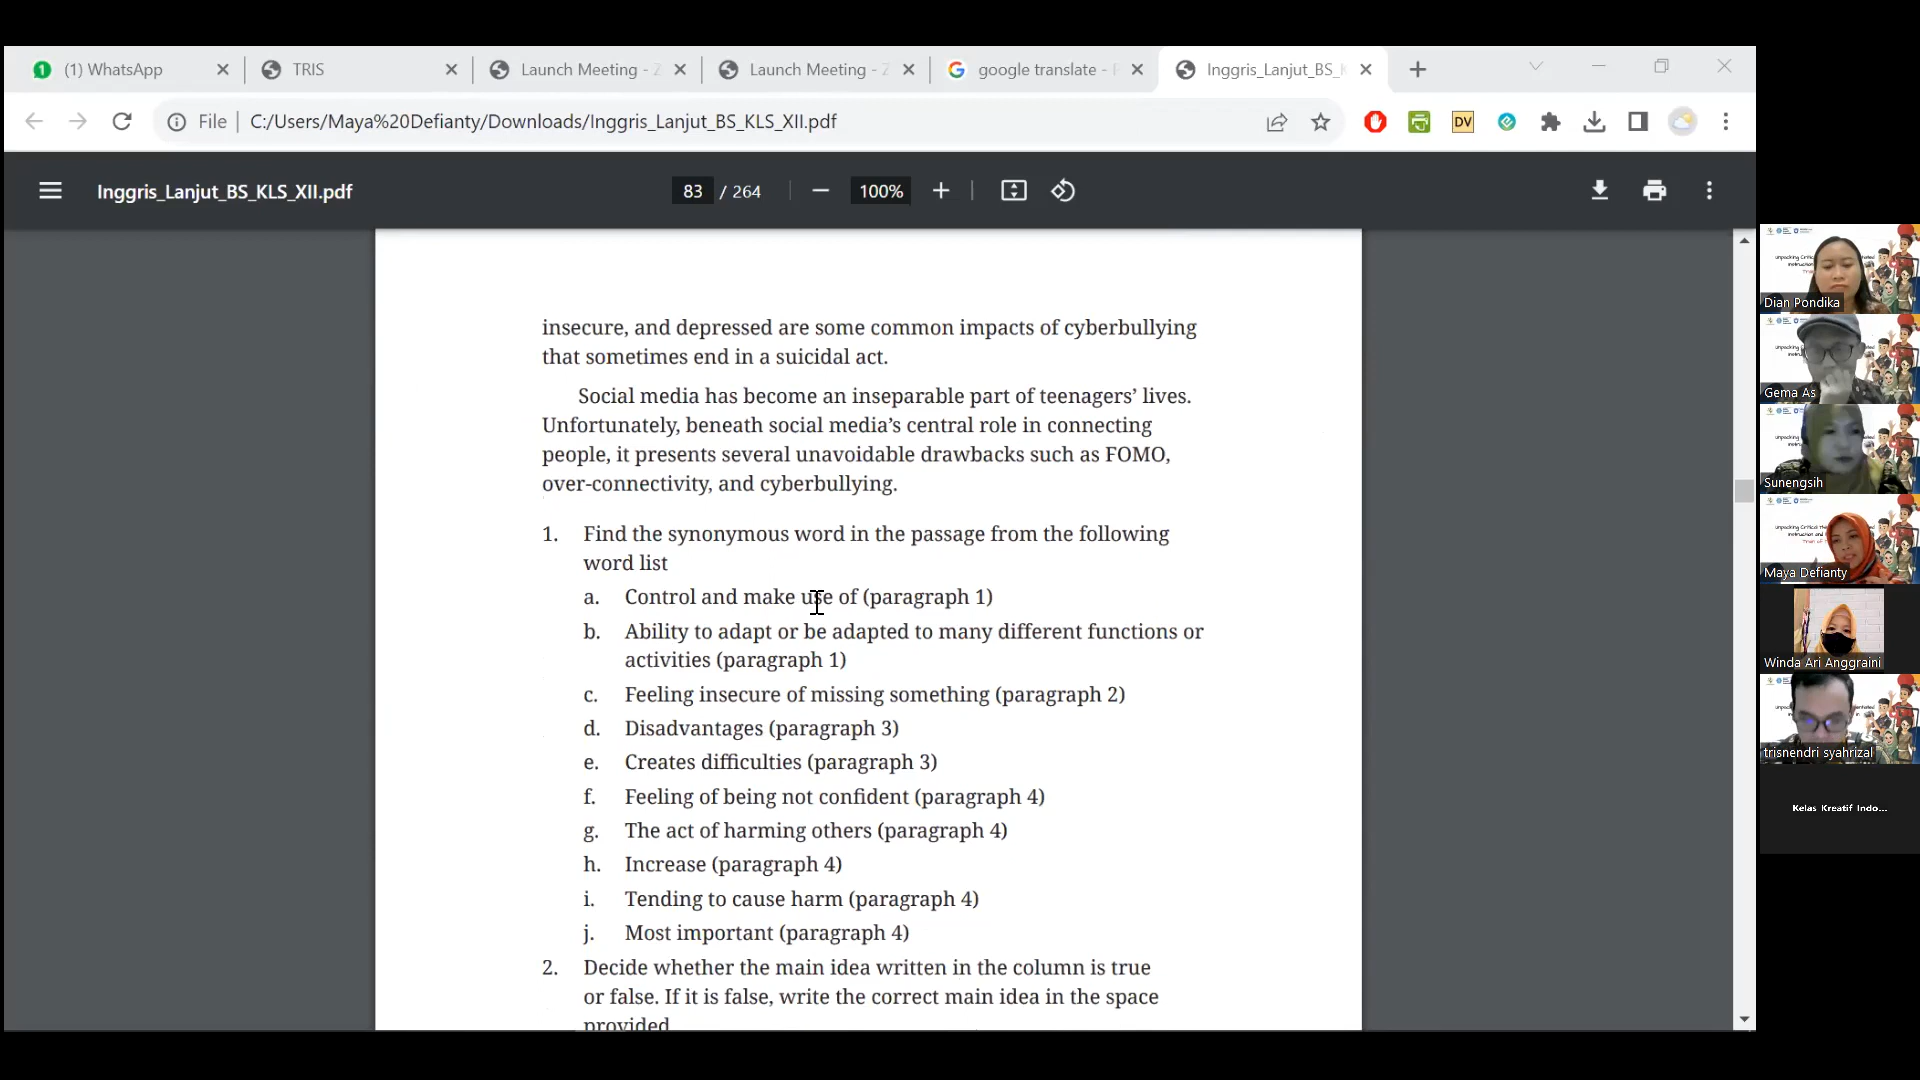 (1) WhatsApp
TRIS
Launch Meeting - Z
Launch Meeting - Z
google translate -
Inggris_Lanjut_BS_K
File
C:/Users/Maya%20Defianty/Downloads/Inggris_Lanjut_BS_KLS_XII.pdf
DV
Inggris_Lanjut_BS_KLS_XII.pdf
83 / 264
100%
insecure, and depressed are some common impacts of cyberbullying
that sometimes end in a suicidal act.
Social media has become an inseparable part of teenagers’ lives.
Unfortunately, beneath social media’s central role in connecting
people, it presents several unavoidable drawbacks such as FOMO,
over-connectivity, and cyberbullying.
1. Find the synonymous word in the passage from the following
word list
a. Control and make use of (paragraph 1)
b. Ability to adapt or be adapted to many different functions or
activities (paragraph 1)
c. Feeling insecure of missing something (paragraph 2)
d. Disadvantages (paragraph 3)
e. Creates difficulties (paragraph 3)
f. Feeling of being not confident (paragraph 4)
g. The act of harming others (paragraph 4)
h. Increase (paragraph 4)
i. Tending to cause harm (paragraph 4)
j. Most important (paragraph 4)
2. Decide whether the main idea written in the column is true
or false. If it is false, write the correct main idea in the space
provided
Dian Pondika
Gema As
Sunengsih
Maya Defianty
Winda Ari Anggraini
trisnendri syahrizal
Kelas Kreatif Indo...